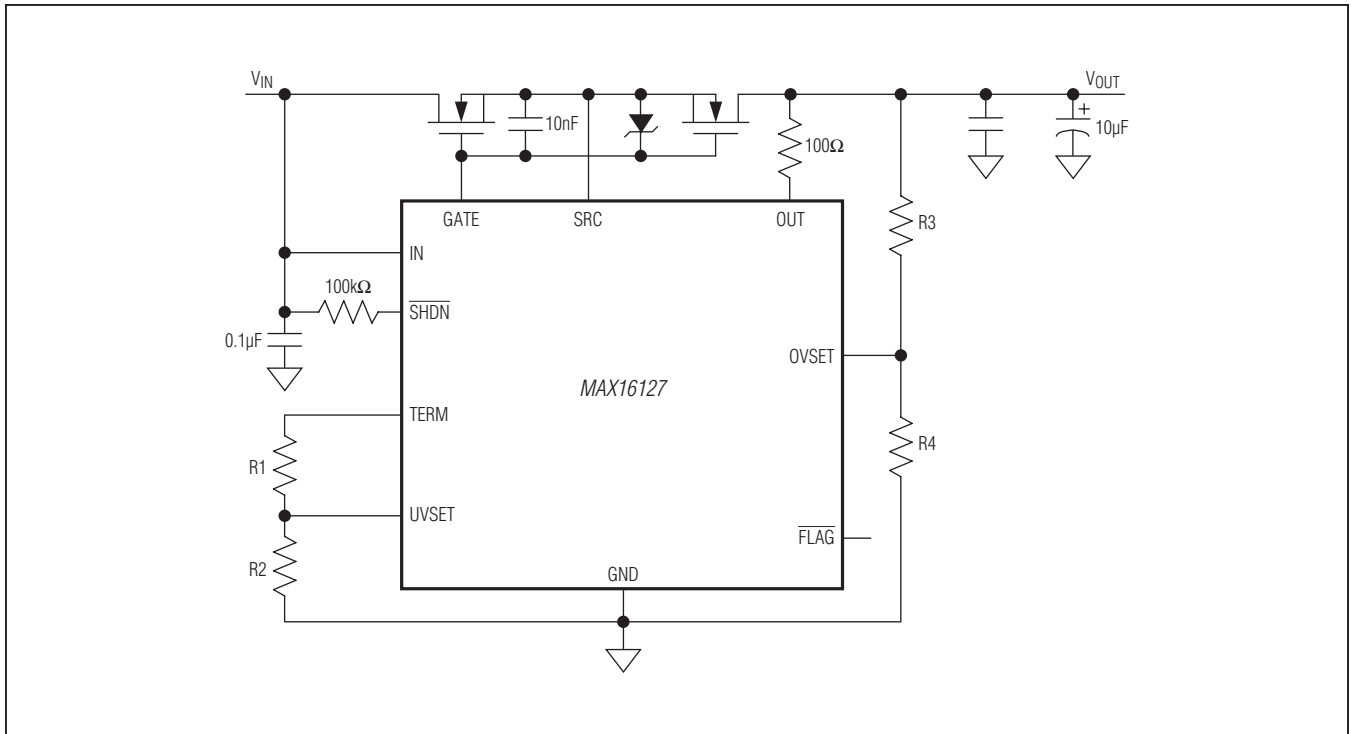 VIN
VOUT
10nF
+
10µF
100Ω
GATE
SRC
OUT
R3
IN
100kΩ
SHDN
0.1µF
OVSET
MAX16127
TERM
R4
R1
UVSET
FLAG
R2
GND